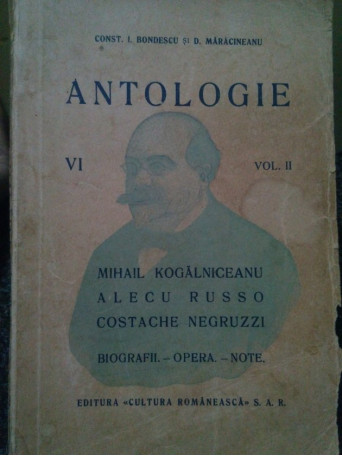 CONST. I. BONDESCU ȘI D. MĂRĂCINEANU
ANTOLOGIE
VI VOL. II
MIHAIL KOGĂLNICEANU
ALECU RUSSO
COSTACHE NEGRUZZI
BIOGRAFII. — OPERA. — NOTE.
EDITURA «CULTURA ROMÂNEASCĂ» S. A. R.